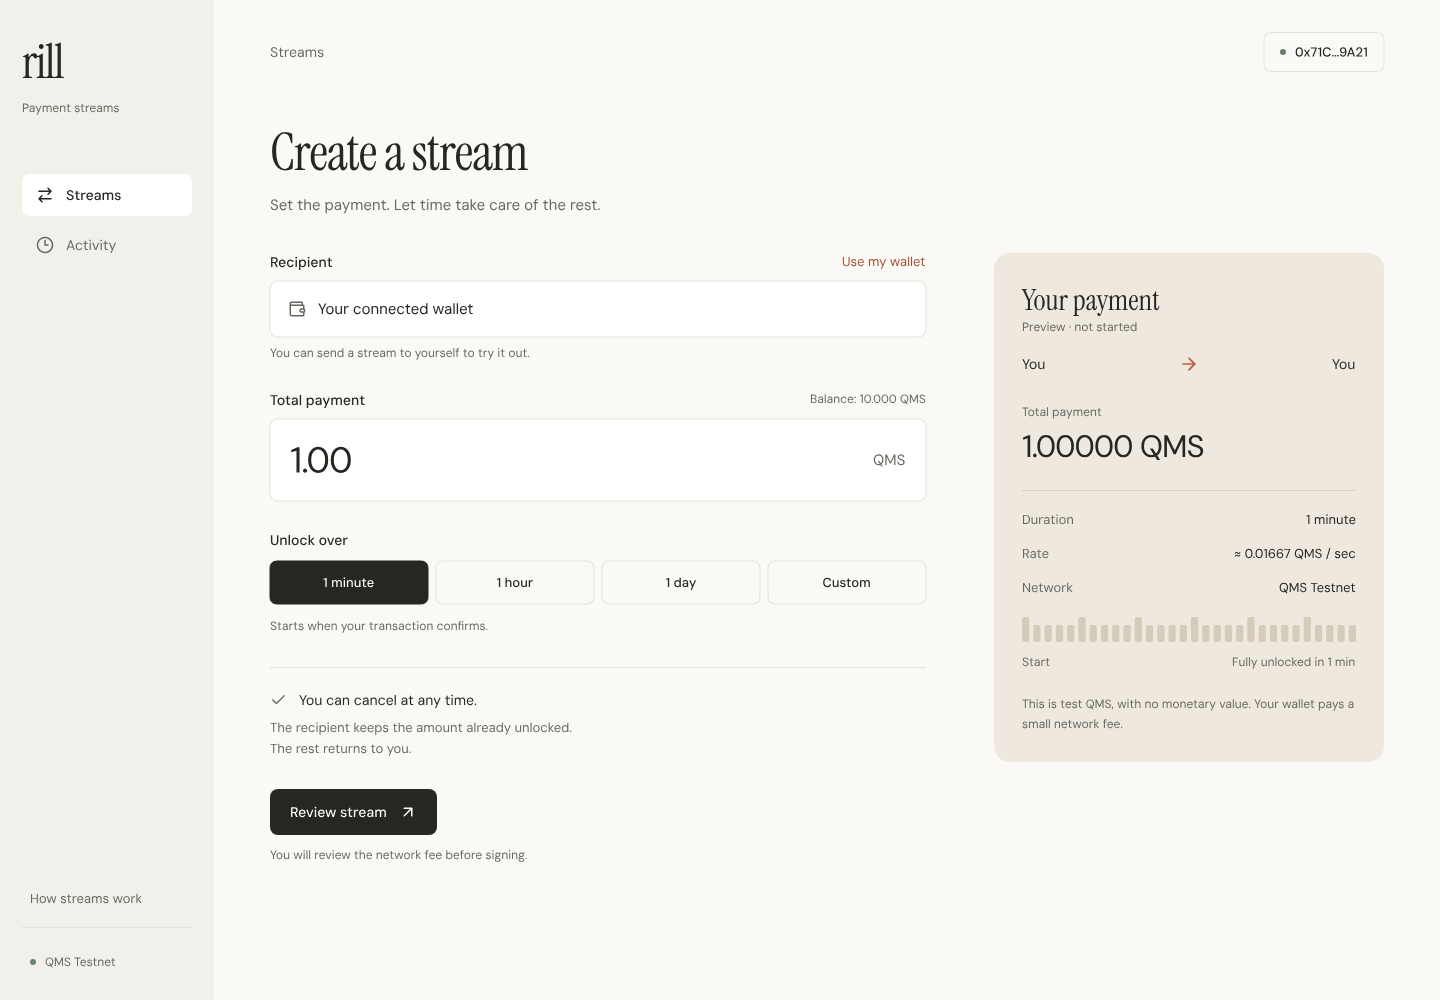 rill
Payment streams
Streams
Activity
How streams work
QMS Testnet
Streams
0x71C...9A21
Create a stream
Set the payment. Let time take care of the rest.
Recipient
Use my wallet
Your connected wallet
You can send a stream to yourself to try it out.
Total payment
Balance: 10.000 QMS
1.00
QMS
Unlock over
1 minute
1 hour
1 day
Custom
Starts when your transaction confirms.
You can cancel at any time.
The recipient keeps the amount already unlocked.
The rest returns to you.
Review stream
You will review the network fee before signing.
Your payment
Preview · not started
You
You
Total payment
1.00000 QMS
Duration
1 minute
Rate
≈ 0.01667 QMS / sec
Network
QMS Testnet
Start
Fully unlocked in 1 min
This is test QMS, with no monetary value. Your wallet pays a
small network fee.